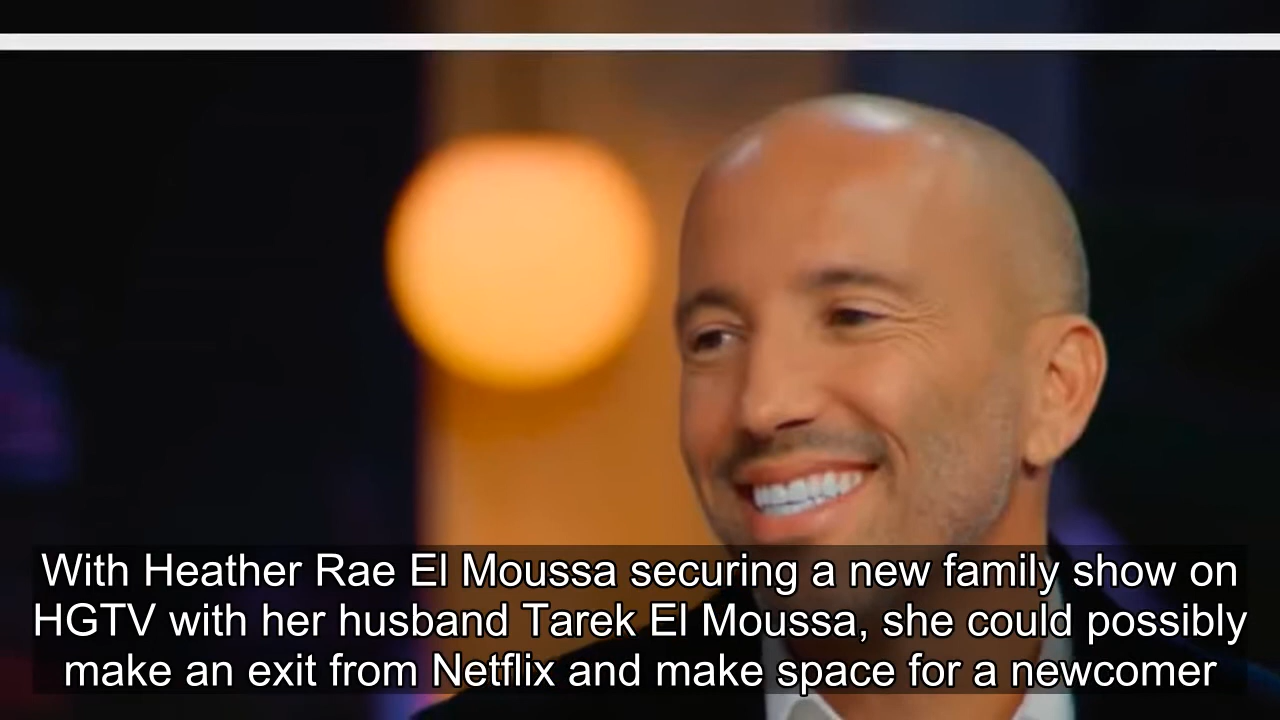 With Heather Rae El Moussa securing a new family show on
HGTV with her husband Tarek El Moussa, she could possibly
make an exit from Netflix and make space for a newcomer